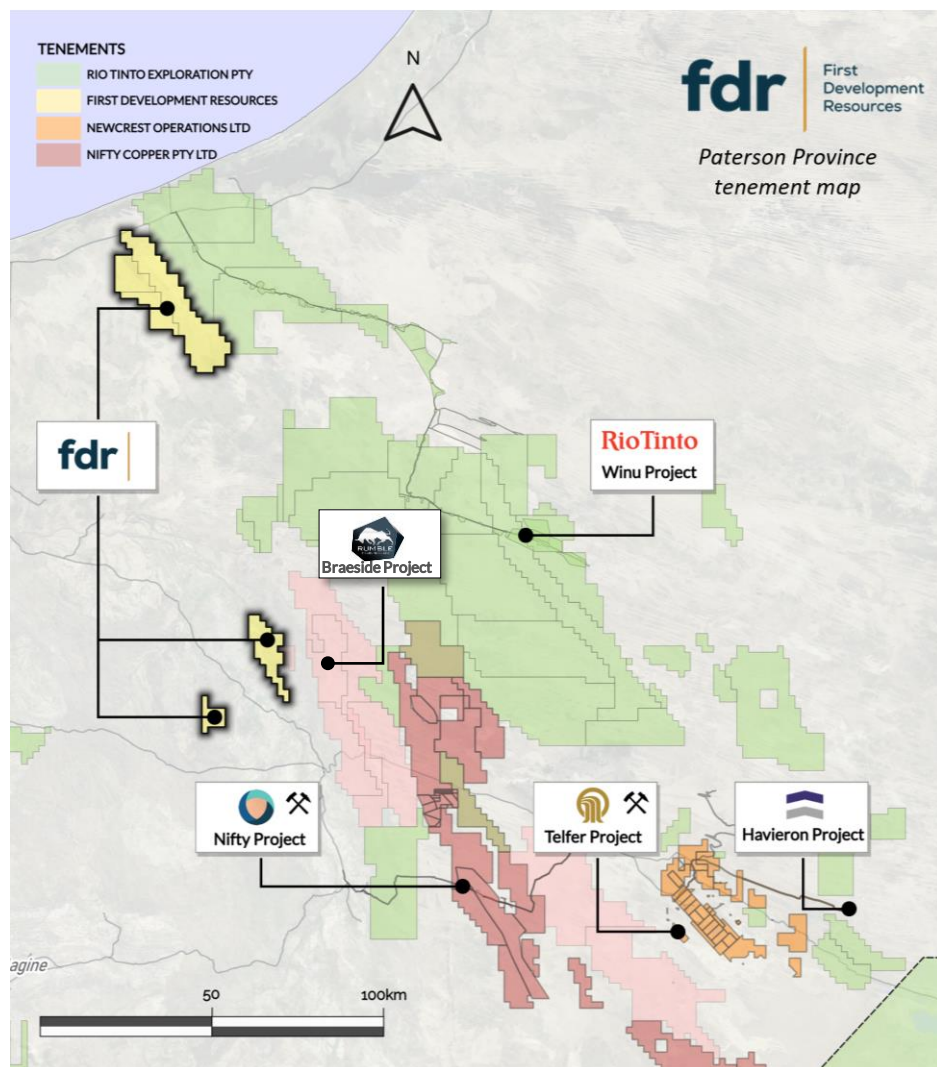 TENEMENTS
RIO TINTO EXPLORATION PTY
FIRST DEVELOPMENT RESOURCES
NEWCREST OPERATIONS LTD
NIFTY COPPER PTY LTD
N
fdr
First
Development
Resources
Paterson Province
tenement map
fdr
RioTinto
Winu Project
RUMBLE
Braeside Project
Nifty Project
Telfer Project
Havieron Project
agine
50
100km